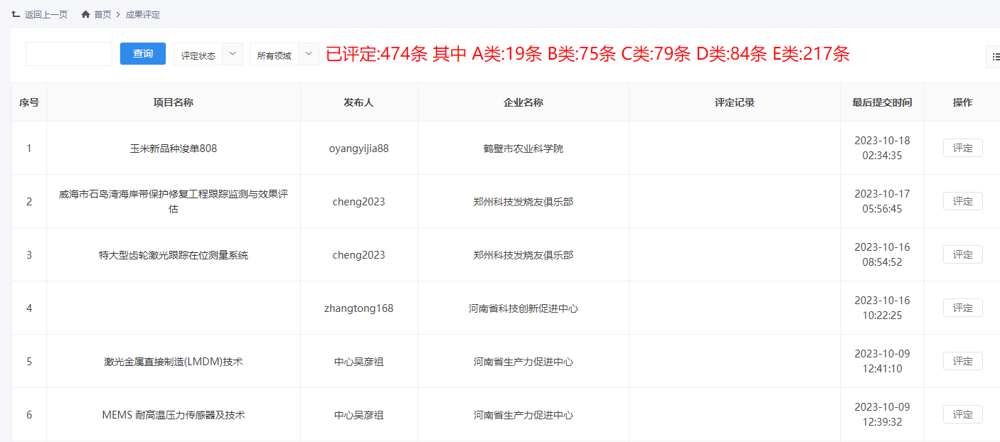 返回上一页 首页 > 成果评定
查询 评定状态 所有领域 已评定:474条 其中 A类:19条 B类:75条 C类:79条 D类:84条 E类:217条
序号 项目名称 发布人 企业名称 评定记录 最后提交时间 操作
1 玉米新品种浚单808 oyangyijia88 鹤壁市农业科学院 2023-10-18 评定
02:34:35
2 威海市石岛湾海岸带保护修复工程跟踪监测与效果评 cheng2023 郑州科技发烧友俱乐部 2023-10-17 评定
估 05:56:45
3 特大型齿轮激光跟踪在位测量系统 cheng2023 郑州科技发烧友俱乐部 2023-10-16 评定
08:54:52
4 zhangtong168 河南省科技创新促进中心 2023-10-16 评定
10:22:25
5 激光金属直接制造(LMDM)技术 中心吴彦祖 河南省生产力促进中心 2023-10-09 评定
12:41:10
6 MEMS 耐高温压力传感器及技术 中心吴彦祖 河南省生产力促进中心 2023-10-09 评定
12:39:32